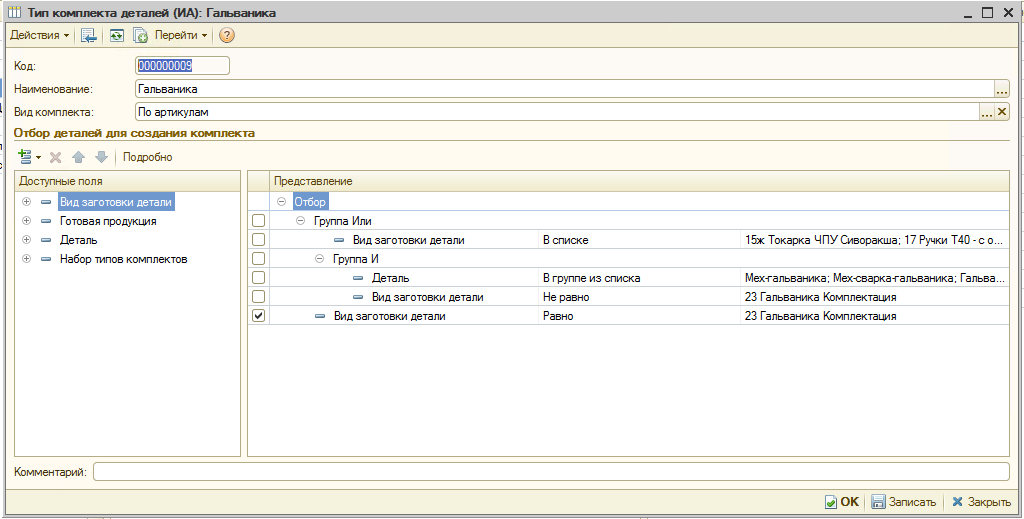 Тип комплекта деталей (ИА): Гальваника
Действия Перейти ?
Код: 000000009
Наименование: Гальваника ...
Вид комплекта: По артикулам ...
Отбор деталей для создания комплекта
Подробно
Доступные поля
Вид заготовки детали
Готовая продукция
Деталь
Набор типов комплектов
Представление
Отбор
Группа Или
Вид заготовки детали В списке 15ж Токарка ЧПУ Сиворакша; 17 Ручки Т40 - с о...
Группа И
Деталь В группе из списка Мех-гальваника; Мех-сварка-гальваника; Гальва...
Вид заготовки детали Не равно 23 Гальваника Комплектация
Вид заготовки детали Равно 23 Гальваника Комплектация
Комментарий:
ОК Записать Закрыть